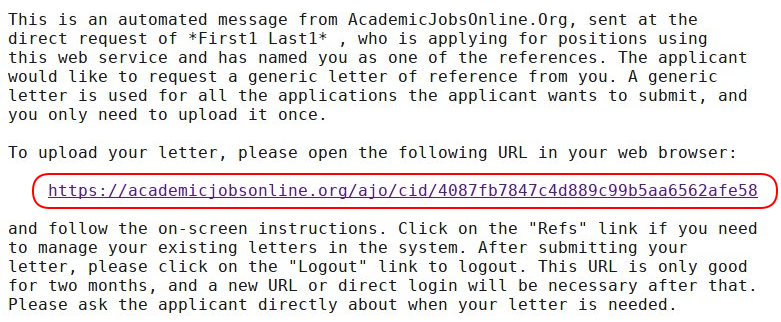 This is an automated message from AcademicJobsOnline.Org, sent at the
direct request of *First1 Last1* , who is applying for positions using
this web service and has named you as one of the references. The applicant
would like to request a generic letter of reference from you. A generic
letter is used for all the applications the applicant wants to submit, and
you only need to upload it once.
To upload your letter, please open the following URL in your web browser:
https://academicjobsonline.org/ajo/cid/4087fb7847c4d889c99b5aa6562afe58
and follow the on-screen instructions. Click on the "Refs" link if you need
to manage your existing letters in the system. After submitting your
letter, please click on the "Logout" link to logout. This URL is only good
for two months, and a new URL or direct login will be necessary after that.
Please ask the applicant directly about when your letter is needed.